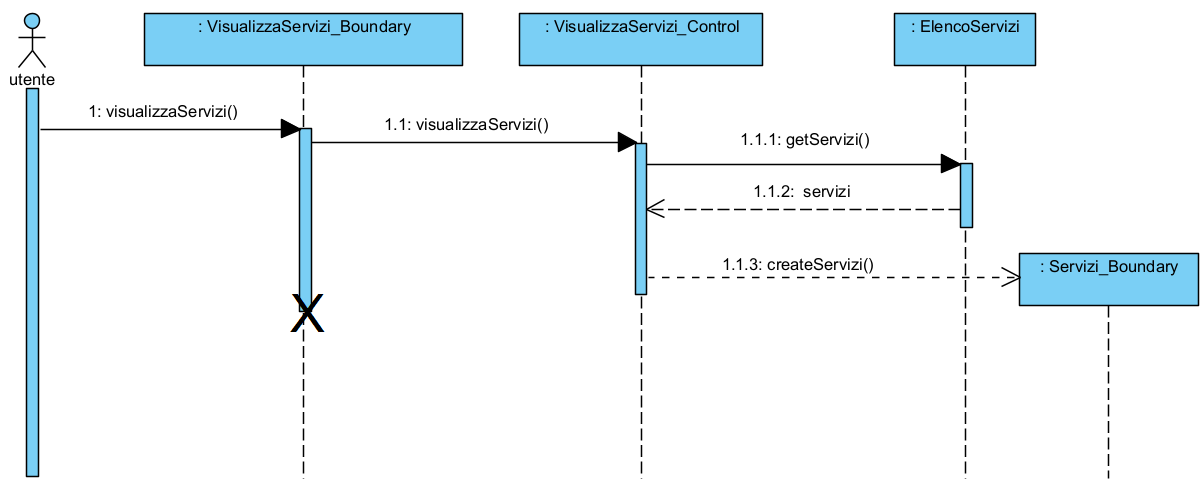 : VisualizzaServizi_Boundary
: VisualizzaServizi_Control
: ElencoServizi
utente
1: visualizzaServizi()
1.1: visualizzaServizi()
1.1.1: getServizi()
1.1.2: servizi
1.1.3: createServizi()
: Servizi_Boundary